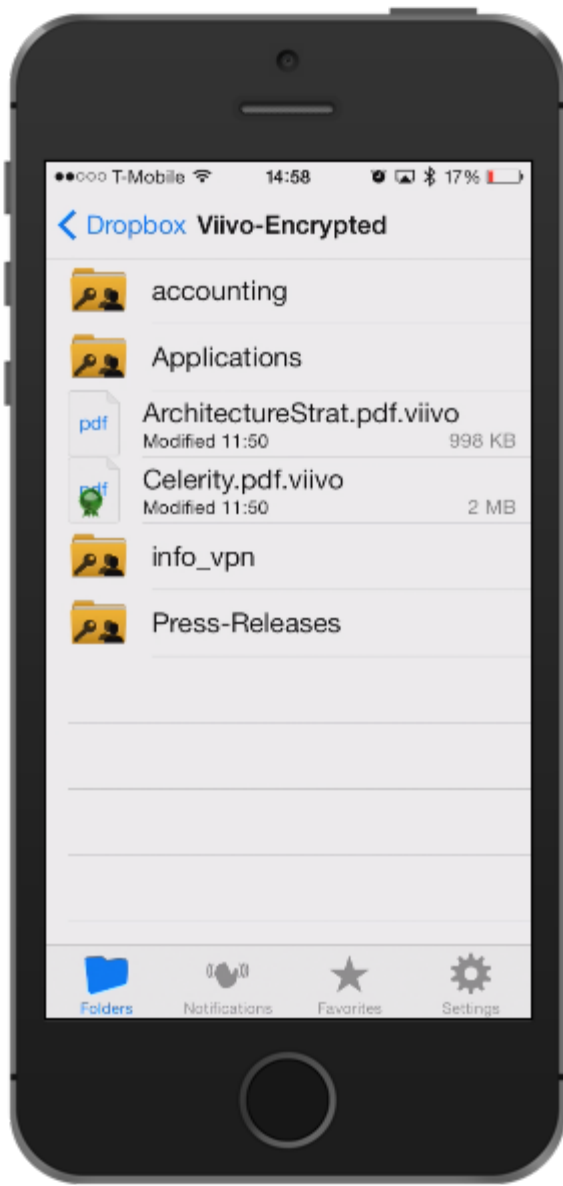 T-Mobile 14:58 17%
Dropbox Viivo-Encrypted
accounting
Applications
pdf ArchitectureStrat.pdf.viivo
Modified 11:50 998 KB
pdf Celerity.pdf.viivo
Modified 11:50 2 MB
info_vpn
Press-Releases
Folders Notifications Favorites Settings